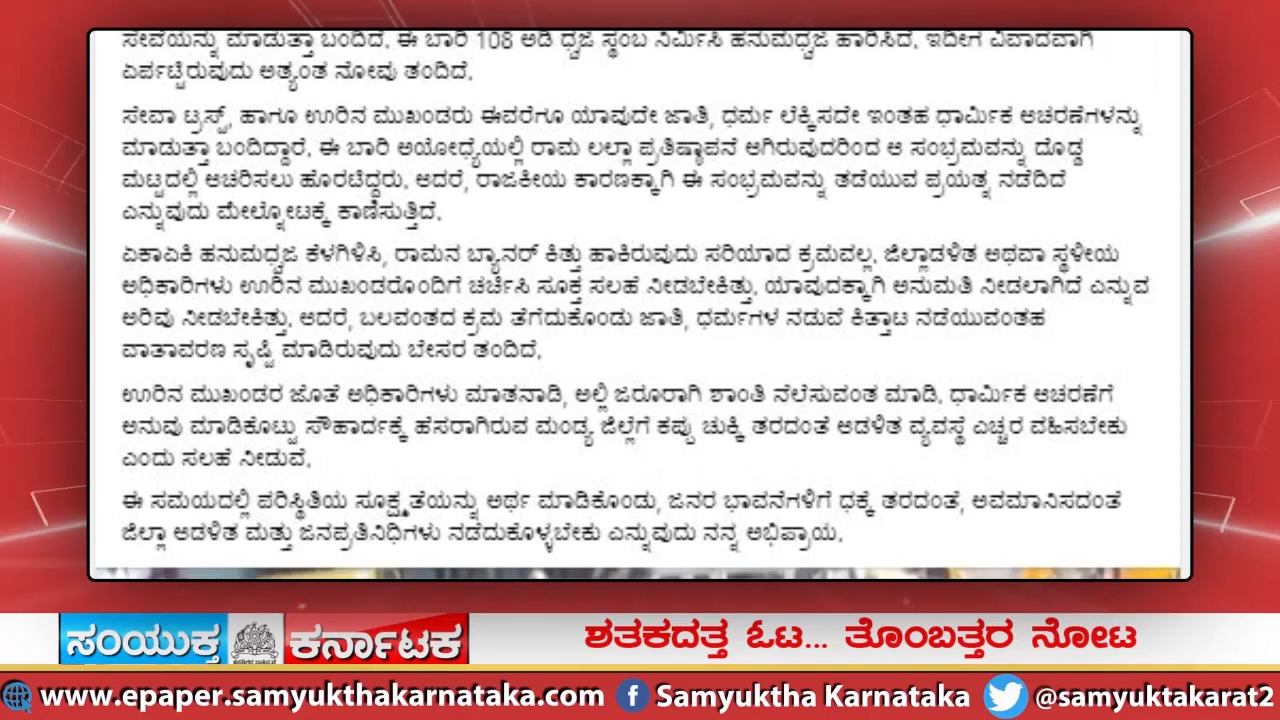 ಸೇವೆಯನ್ನು ಮಾಡುತ್ತಾ ಬಂದಿದೆ. ಈ ಬಾರಿ 108 ಅಡಿ ಧ್ವಜ ಸ್ಥಂಬ ನಿರ್ಮಿಸಿ ಹನುಮಧ್ವಜ ಹಾರಿಸಿದೆ. ಇದೀಗ ವಿವಾದವಾಗಿ
ಏರ್ಪಟ್ಟಿರುವುದು ಅತ್ಯಂತ ನೋವು ತಂದಿದೆ.
ಸೇವಾ ಟ್ರಸ್ಟ್, ಹಾಗೂ ಊರಿನ ಮುಖಂಡರು ಈವರೆಗೂ ಯಾವುದೇ ಜಾತಿ, ಧರ್ಮ ಲೆಕ್ಕಿಸದೇ ಇಂತಹ ಧಾರ್ಮಿಕ ಆಚರಣೆಗಳನ್ನು
ಮಾಡುತ್ತಾ ಬಂದಿದ್ದಾರೆ. ಈ ಬಾರಿ ಅಯೋಧ್ಯೆಯಲ್ಲಿ ರಾಮ ಲಲ್ಲಾ ಪ್ರತಿಷ್ಠಾಪನೆ ಆಗಿರುವುದರಿಂದ ಆ ಸಂಭ್ರಮವನ್ನು ದೊಡ್ಡ
ಮಟ್ಟದಲ್ಲಿ ಆಚರಿಸಲು ಹೊರಟಿದ್ದರು. ಆದರೆ, ರಾಜಕೀಯ ಕಾರಣಕ್ಕಾಗಿ ಈ ಸಂಭ್ರಮವನ್ನು ತಡೆಯುವ ಪ್ರಯತ್ನ ನಡೆದಿದೆ
ಎನ್ನುವುದು ಮೇಲ್ನೋಟಕ್ಕೆ ಕಾಣಿಸುತ್ತಿದೆ.
ಏಕಾಏಕಿ ಹನುಮಧ್ವಜ ಕೆಳಗಿಳಿಸಿ, ರಾಮನ ಬ್ಯಾನರ್ ಕಿತ್ತು ಹಾಕಿರುವುದು ಸರಿಯಾದ ಕ್ರಮವಲ್ಲ. ಜಿಲ್ಲಾಡಳಿತ ಅಥವಾ ಸ್ಥಳೀಯ
ಅಧಿಕಾರಿಗಳು ಊರಿನ ಮುಖಂಡರೊಂದಿಗೆ ಚರ್ಚಿಸಿ ಸೂಕ್ತ ಸಲಹೆ ನೀಡಬೇಕಿತ್ತು. ಯಾವುದಕ್ಕಾಗಿ ಅನುಮತಿ ನೀಡಲಾಗಿದೆ ಎನ್ನುವ
ಅರಿವು ನೀಡಬೇಕಿತ್ತು. ಆದರೆ, ಬಲವಂತದ ಕ್ರಮ ತೆಗೆದುಕೊಂಡು ಜಾತಿ, ಧರ್ಮಗಳ ನಡುವೆ ಕಿತ್ತಾಟ ನಡೆಯುವಂತಹ
ವಾತಾವರಣ ಸೃಷ್ಟಿ ಮಾಡಿರುವುದು ಬೇಸರ ತಂದಿದೆ.
ಊರಿನ ಮುಖಂಡರ ಜೊತೆ ಅಧಿಕಾರಿಗಳು ಮಾತನಾಡಿ, ಅಲ್ಲಿ ಜರೂರಾಗಿ ಶಾಂತಿ ನೆಲೆಸುವಂತ ಮಾಡಿ. ಧಾರ್ಮಿಕ ಆಚರಣೆಗೆ
ಅನುವು ಮಾಡಿಕೊಟ್ಟು ಸೌಹಾರ್ದಕ್ಕೆ ಹೆಸರಾಗಿರುವ ಮಂಡ್ಯ ಜಿಲ್ಲೆಗೆ ಕಪ್ಪು ಚುಕ್ಕಿ ತರದಂತೆ ಆಡಳಿತ ವ್ಯವಸ್ಥೆ ಎಚ್ಚರ ವಹಿಸಬೇಕು
ಎಂದು ಸಲಹೆ ನೀಡುವೆ.
ಈ ಸಮಯದಲ್ಲಿ ಪರಿಸ್ಥಿತಿಯ ಸೂಕ್ಷ್ಮತೆಯನ್ನು ಅರ್ಥ ಮಾಡಿಕೊಂಡು, ಜನರ ಭಾವನೆಗಳಿಗೆ ಧಕ್ಕೆ ತರದಂತೆ, ಅವಮಾನಿಸದಂತೆ
ಜಿಲ್ಲಾ ಆಡಳಿತ ಮತ್ತು ಜನಪ್ರತಿನಿಧಿಗಳು ನಡೆದುಕೊಳ್ಳಬೇಕು ಎನ್ನುವುದು ನನ್ನ ಅಭಿಪ್ರಾಯ.
ಸಂಯುಕ್ತ ಕರ್ನಾಟಕ
ಶತಕದತ್ತ ಓಟ... ತೊಂಬತ್ತರ ನೋಟ
www.epaper.samyukthakarnataka.com Samyuktha Karnataka @samyuktakarat2